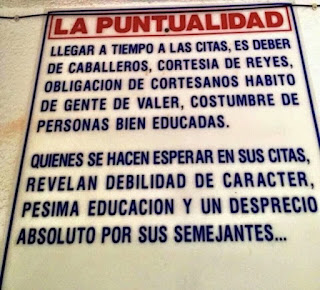 LA PUNT.UALIDAD
LLEGAR A TIEMPO A LAS CITAS, ES DEBER
DE CABALLEROS, CORTESIA DE REYES,
OBLIGACION DE CORTESANOS HABITO
DE GENTE DE VALER, COSTUMBRE DE
PERSONAS BIEN EDUCADAS.
QUIENES SE HACEN ESPERAR EN SUS CITAS,
REVELAN DEBILIDAD DE CARACTER,
PESIMA EDUCACION Y UN DESPRECIO
ABSOLUTO POR SUS SEMEJANTES...